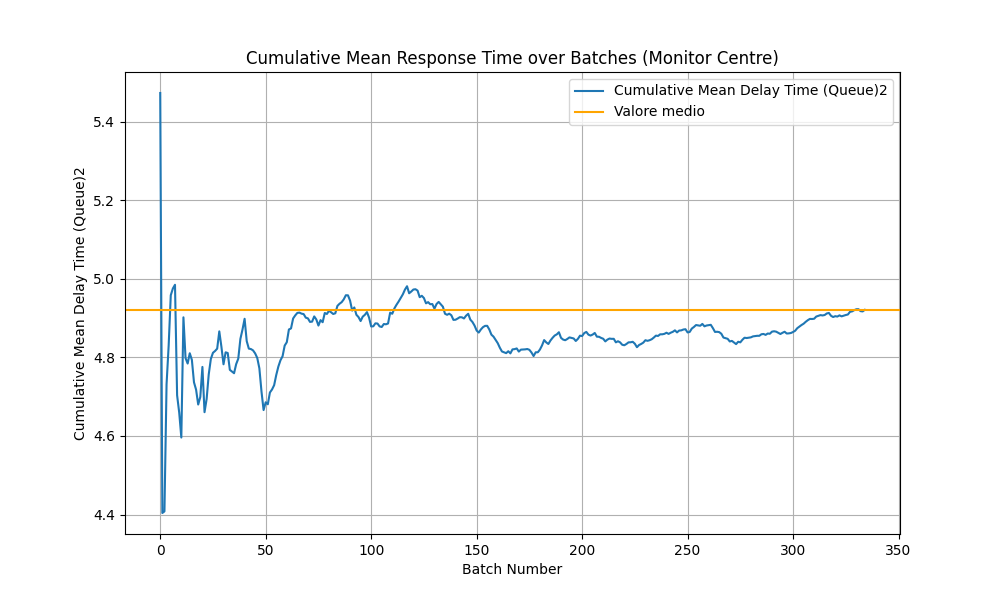 Cumulative Mean Response Time over Batches (Monitor Centre)
Cumulative Mean Delay Time (Queue)2
Valore medio
Cumulative Mean Delay Time (Queue)2
5.4
5.2
5.0
4.8
4.6
4.4
0 50 100 150 200 250 300 350
Batch Number